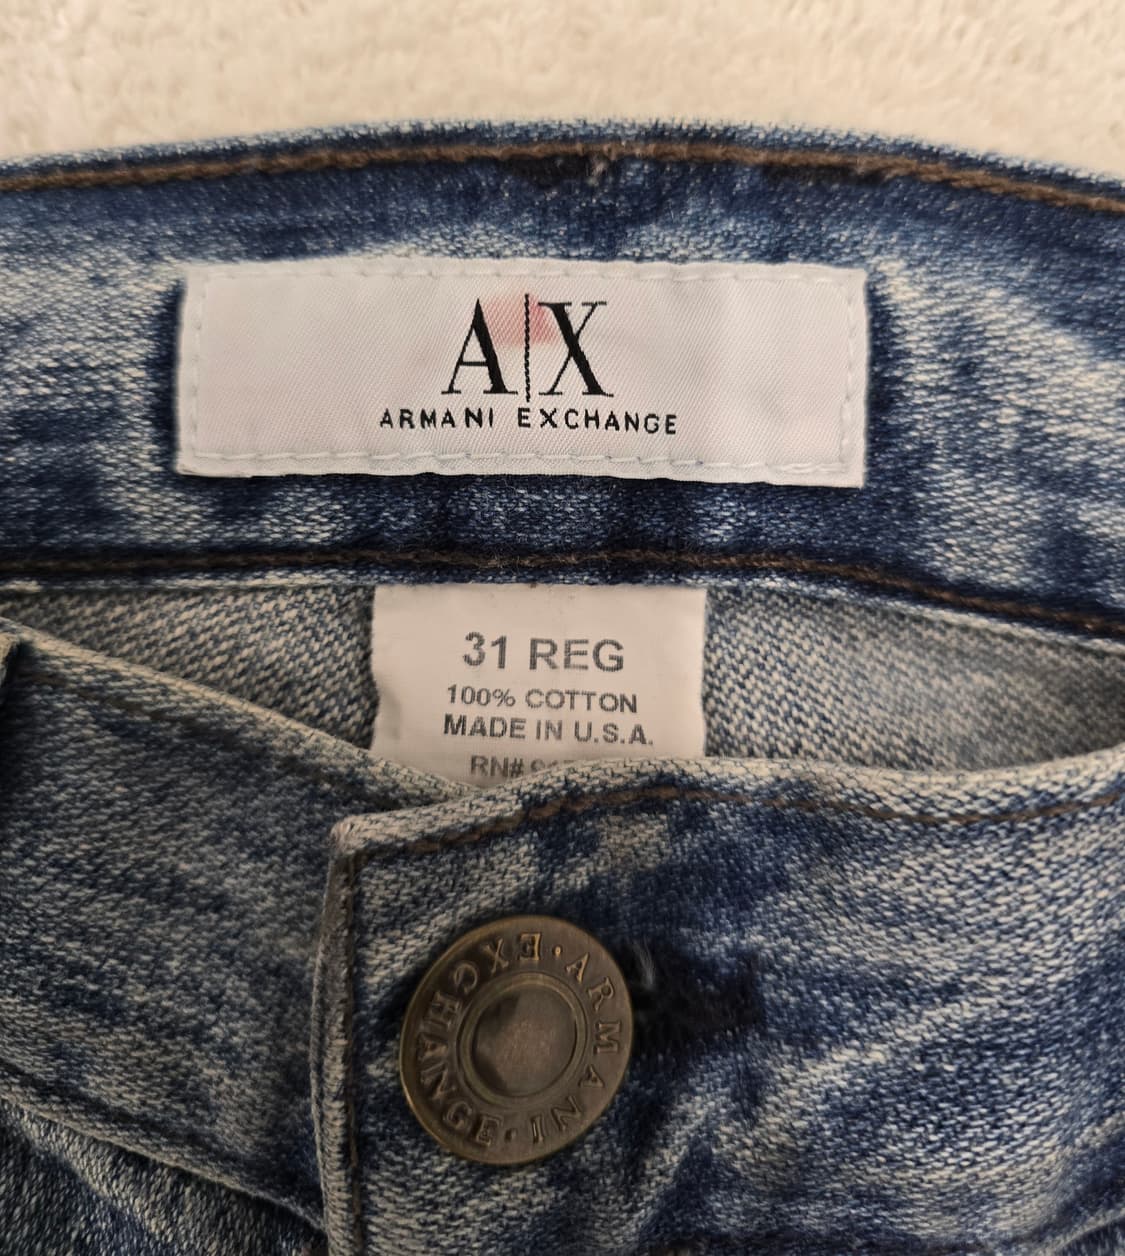 A|X
ARMANI EXCHANGE
31 REG
100% COTTON
MADE IN U.S.A.
RN#
ARMANI · EXCHANGE ·